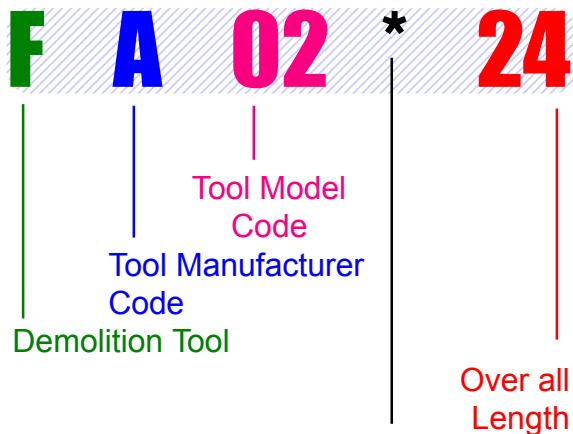 F A 02 * 24
Tool Model
Code
Tool Manufacturer
Code
Demolition Tool
Over all
Length